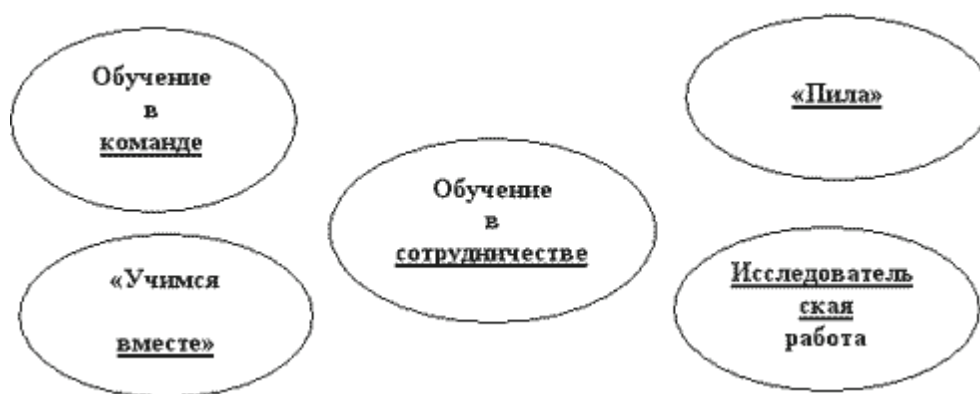 Обучение
в
команде
«Пила»
Обучение
в
сотрудничестве
«Учимся
вместе»
Исследователь
ская
работа